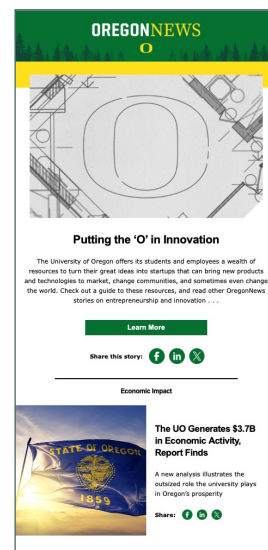 OREGONNEWS
O
Putting the ‘O’ in Innovation
The University of Oregon offers its students and employees a wealth of
resources to turn their great ideas into startups that can bring new products
and technologies to market, change communities, and sometimes even change
the world. Check out a guide to these resources, and read other OregonNews
stories on entrepreneurship and innovation . . .
Learn More
Share this story:
Economic Impact
STATE OF OREGON
1859
The UO Generates $3.7B
in Economic Activity,
Report Finds
A new analysis illustrates the
outsized role the university plays
in Oregon’s prosperity
Share: